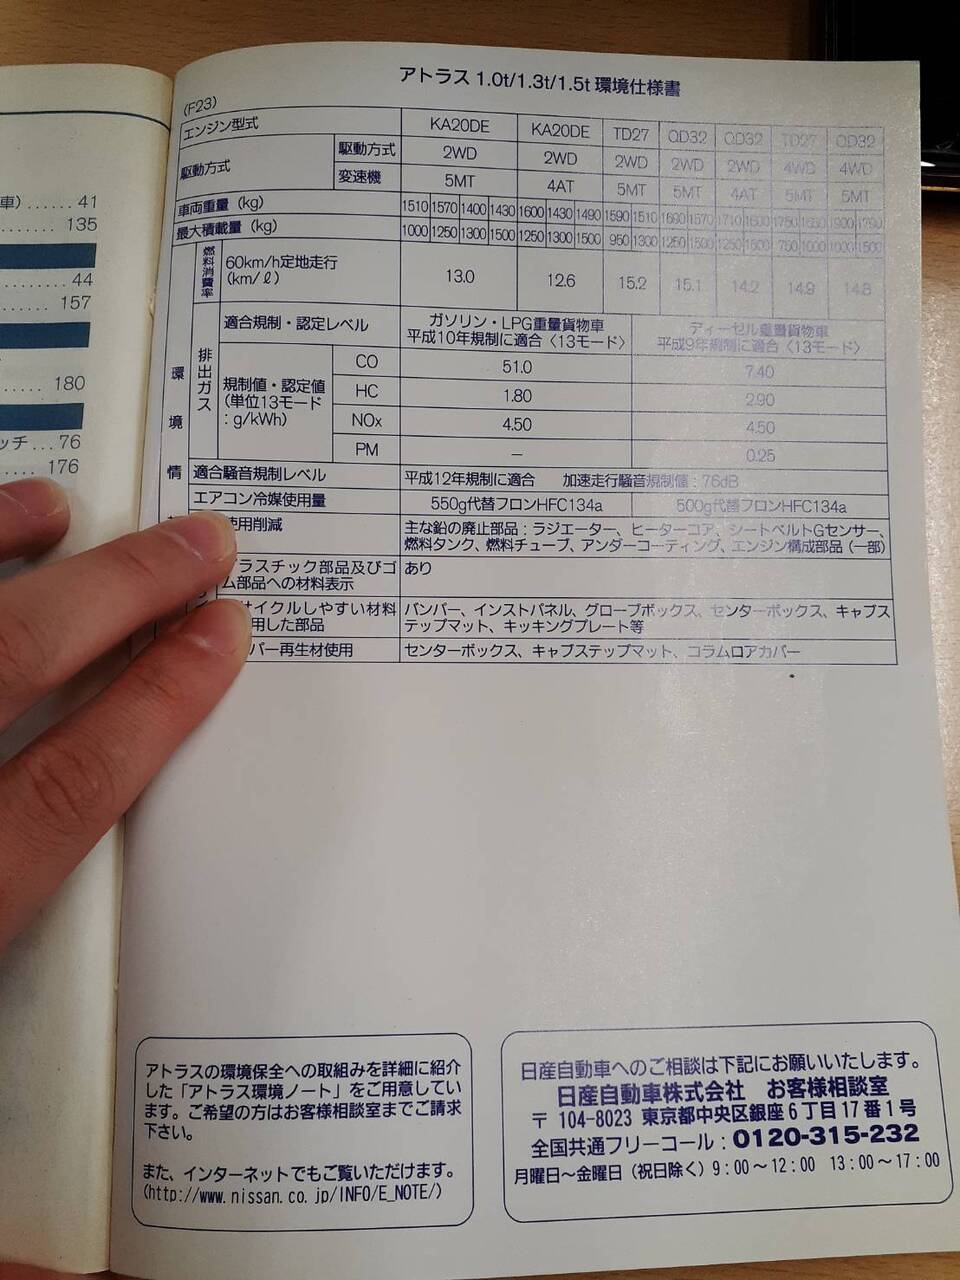 アトラス 1.0t/1.3t/1.5t 環境仕様書
(F23)
エンジン型式 KA20DE KA20DE TD27 QD32 QD32 TD27 QD32
駆動方式 駆動方式 2WD 2WD 2WD 2WD 2WD 4WD 4WD
変速機 5MT 4AT 5MT 5MT 4AT 5MT 5MT
車両重量 (kg) 1510 1570 1400 1430 1600 1430 1490 1590 1510 1690 1570 1710 1600 1750 1650 1900 1790
最大積載量 (kg) 1000 1250 1300 1500 1250 1300 1500 950 1300 1250 1500 1250 1500 750 1000 1000 1500
環境情
燃料消費率 60km/h定地走行
(km/ℓ) 13.0 12.6 15.2 15.1 14.2 14.9 14.8
排出ガス
適合規制・認定レベル ガソリン・LPG重量貨物車 ディーゼル重量貨物車
平成10年規制に適合〈13モード〉 平成9年規制に適合〈13モード〉
規制値・認定値
(単位13モード
: g/kWh)
CO 51.0 7.40
HC 1.80 2.90
NOx 4.50 4.50
PM — 0.25
適合騒音規制レベル 平成12年規制に適合 加速走行騒音規制値：76dB
エアコン冷媒使用量 550g代替フロンHFC134a 500g代替フロンHFC134a
使用削減 主な鉛の廃止部品：ラジエーター、ヒーターコア、シートベルトGセンサー、
燃料タンク、燃料チューブ、アンダーコーティング、エンジン構成部品（一部）
ラスチック部品及びゴ あり
ム部品への材料表示
サイクルしやすい材料 バンパー、インストパネル、グローブボックス、センターボックス、キャブス
用した部品 テップマット、キッキングプレート等
バー再生材使用 センターボックス、キャブステップマット、コラムロアカバー
車) ...... 41
135
44
157
180
ッチ ... 76
176
アトラスの環境保全への取組みを詳細に紹介
した「アトラス環境ノート」をご用意してい
ます。ご希望の方はお客様相談室までご請求
下さい。
また、インターネットでもご覧いただけます。
(http://www.nissan.co.jp/INFO/E_NOTE/)
日産自動車へのご相談は下記にお願いいたします。
日産自動車株式会社 お客様相談室
〒 104-8023 東京都中央区銀座６丁目17番１号
全国共通フリーコール：0120-315-232
月曜日～金曜日（祝日除く）9：00～12：00 13：00～17：00